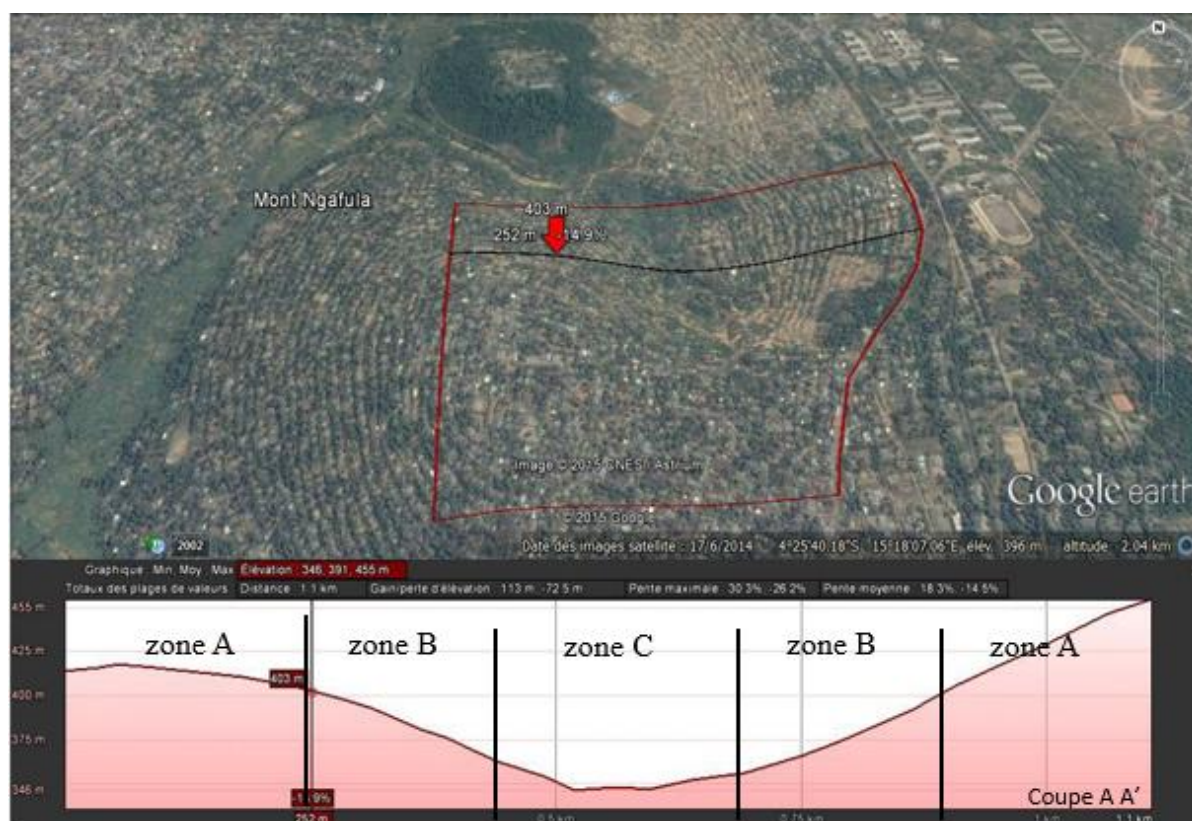 N
Mont Ngafula
403 m
252 m -14.9%
Image © 2015 CNES / Astrium
© 2015 Google
Google earth
2002
Date des images satellite : 17/6/2014 4°25'40.18"S 15°18'07.06"E élév. 396 m altitude 2.04 km
Graphique : Min, Moy, Max Élévation : 346, 391, 455 m
Totaux des plages de valeurs Distance : 1.1 km Gain/perte d'élévation : 113 m, -72.5 m Pente maximale : 30.3%, -26.2% Pente moyenne : 18.3%, -14.5%
455 m
zone A zone B zone C zone B zone A
425 m
403 m
400 m
375 m
346 m
Coupe A A’
252 m 0.5 km 0.75 km 1 km 1.1 km